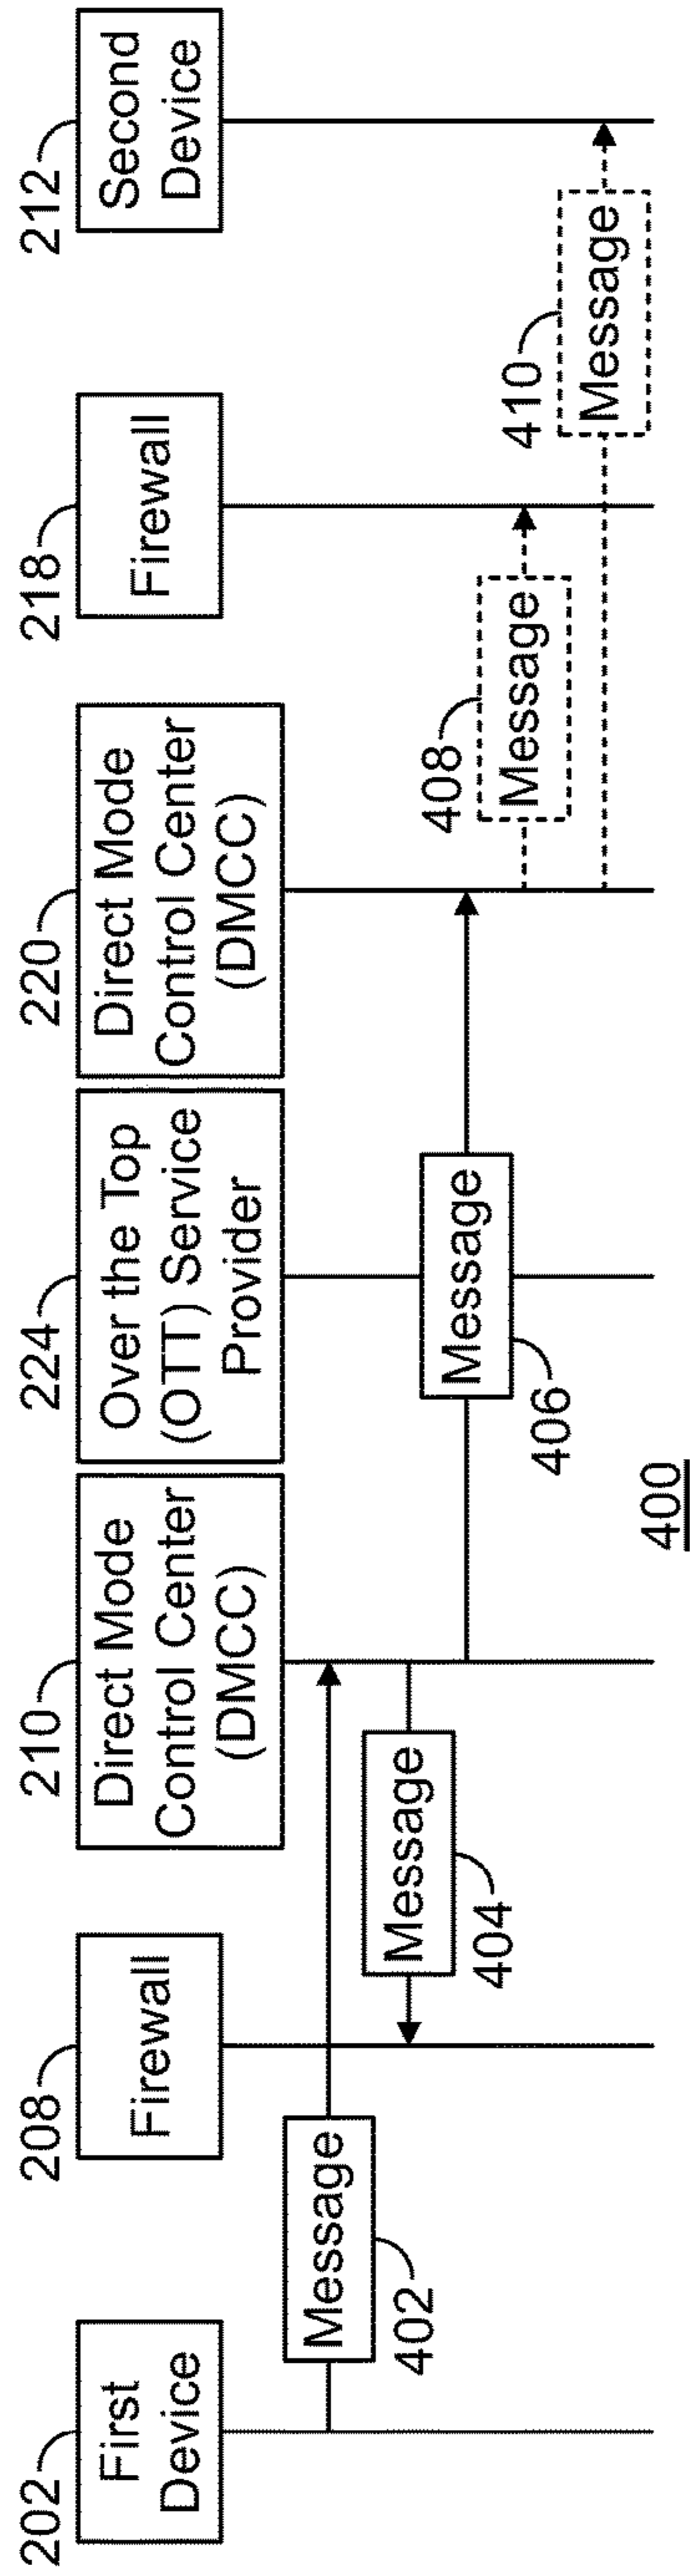 202
First
Device
208
Firewall
210
Direct Mode
Control Center
(DMCC)
224
Over the Top
(OTT) Service
Provider
220
Direct Mode
Control Center
(DMCC)
218
Firewall
212
Second
Device
Message
402
Message
404
Message
406
408
Message
410
Message
400